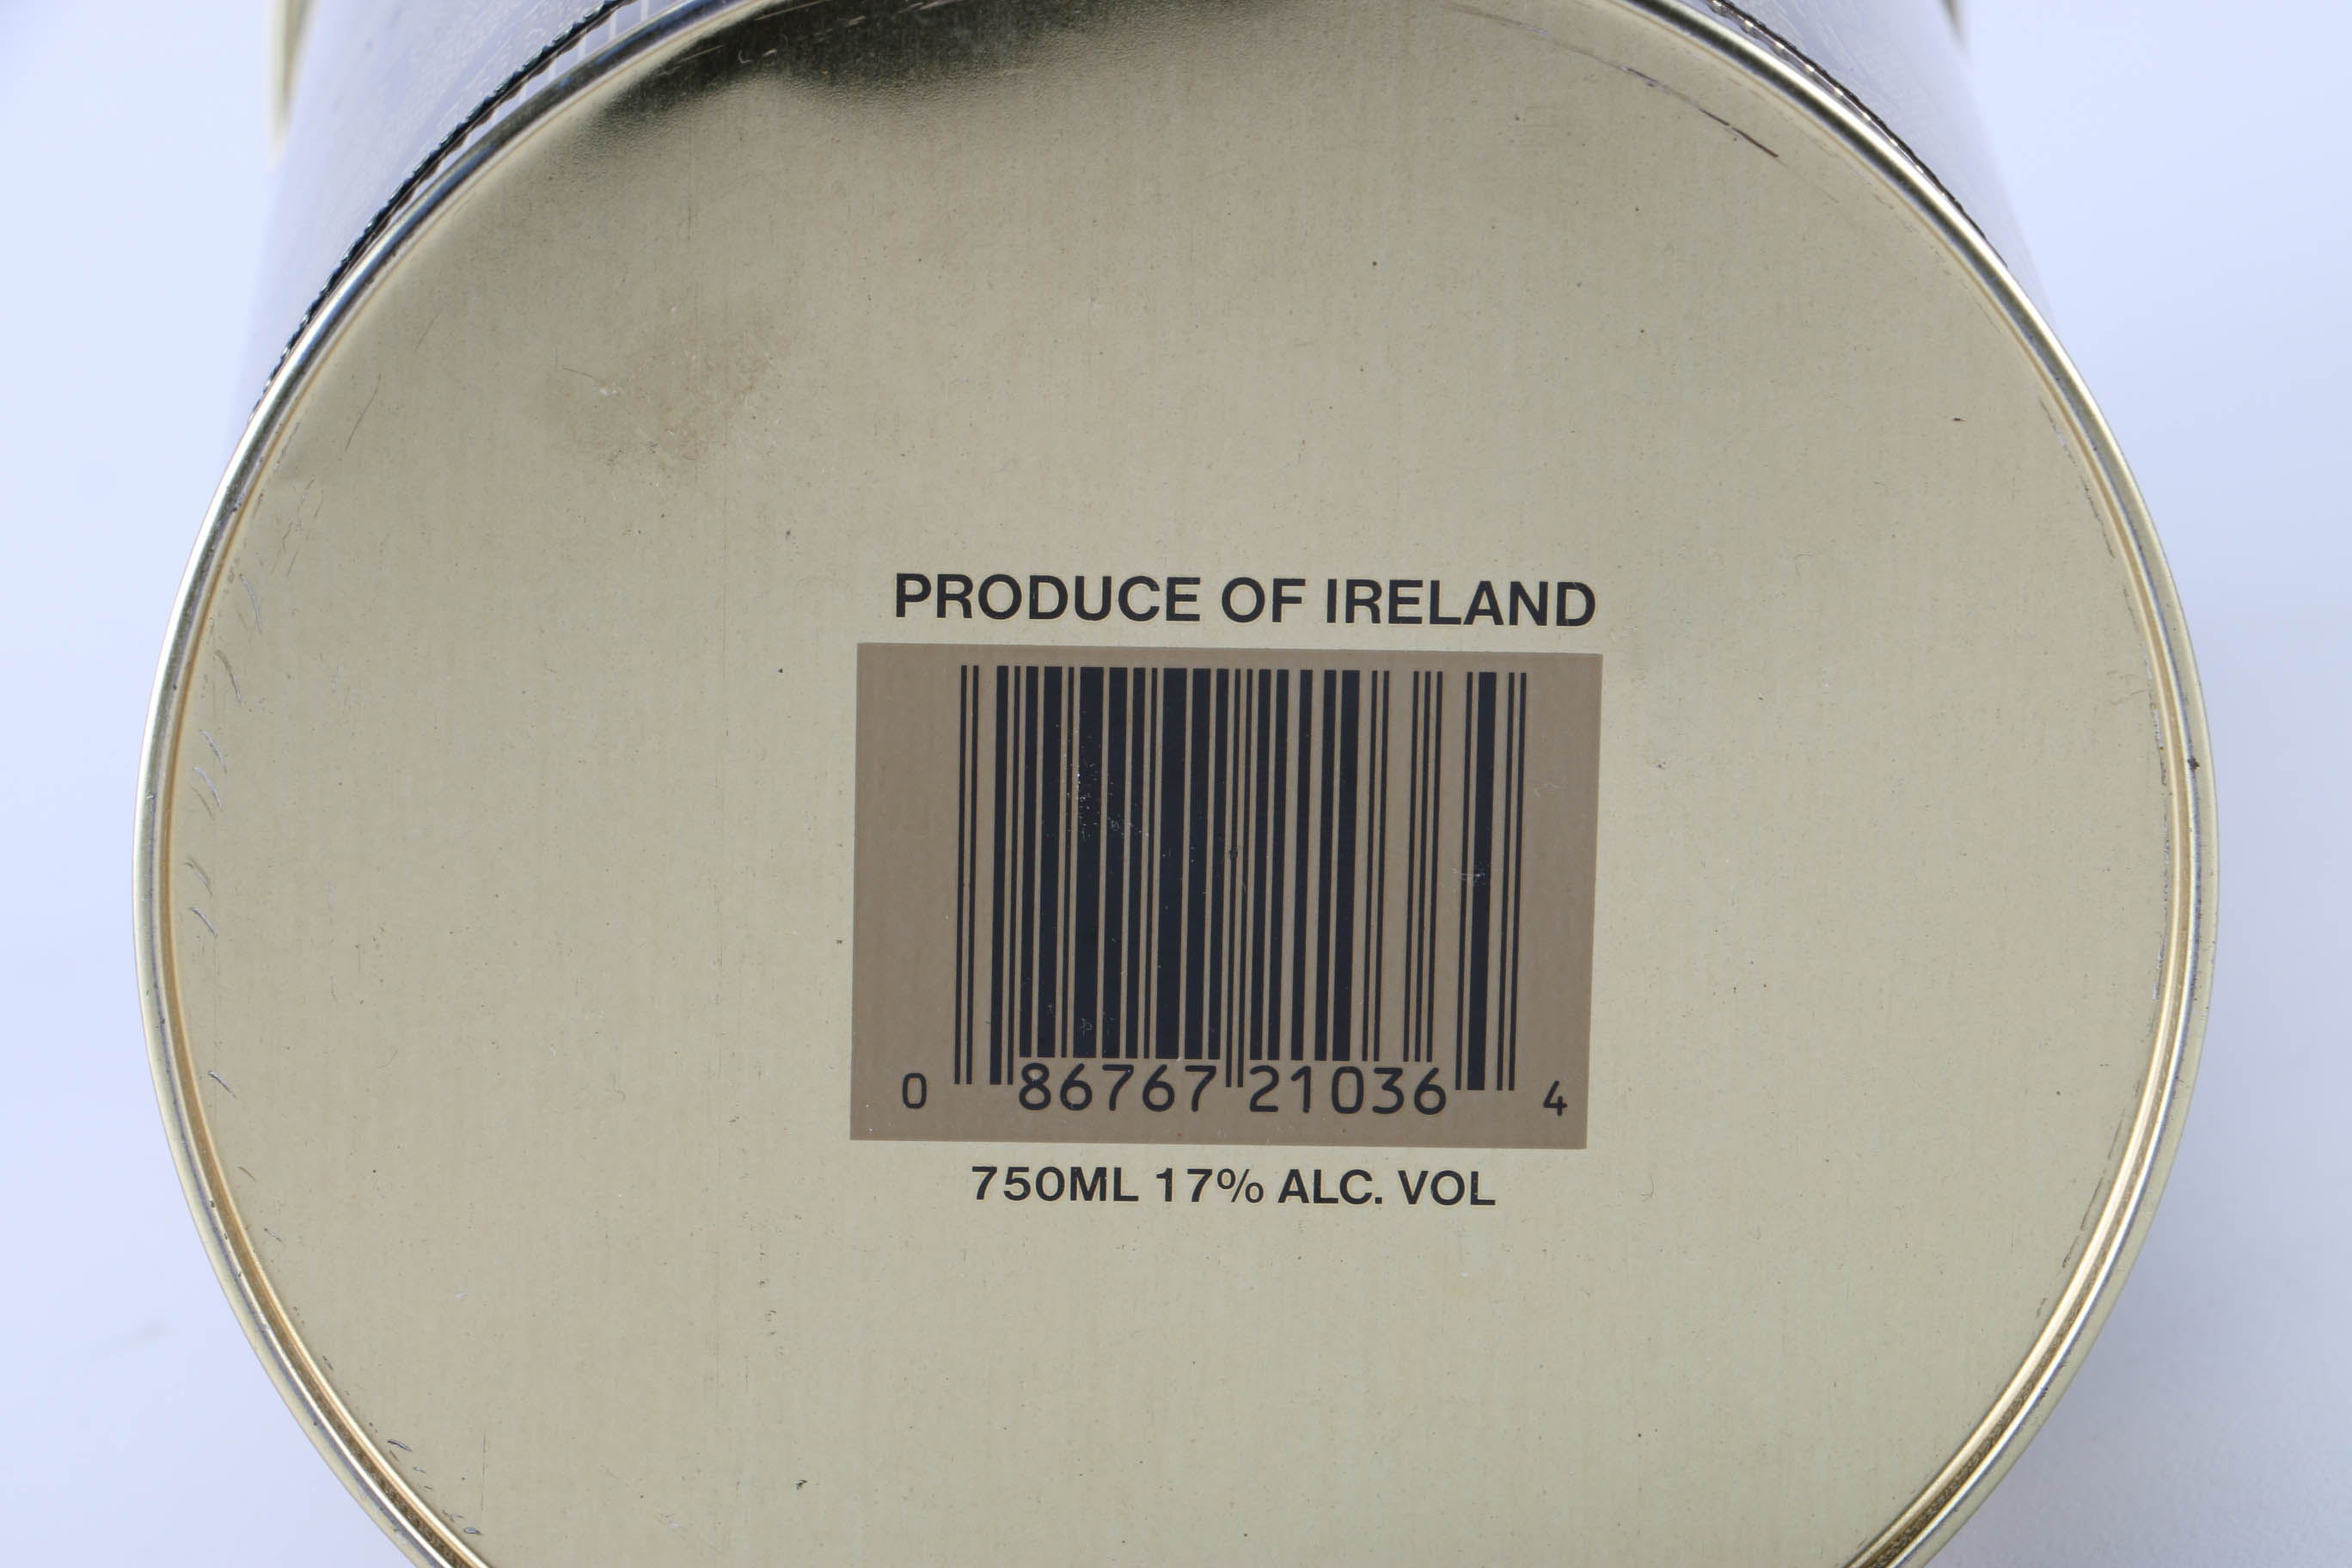 PRODUCE OF IRELAND
0 86767 21036 4
750ML 17% ALC. VOL